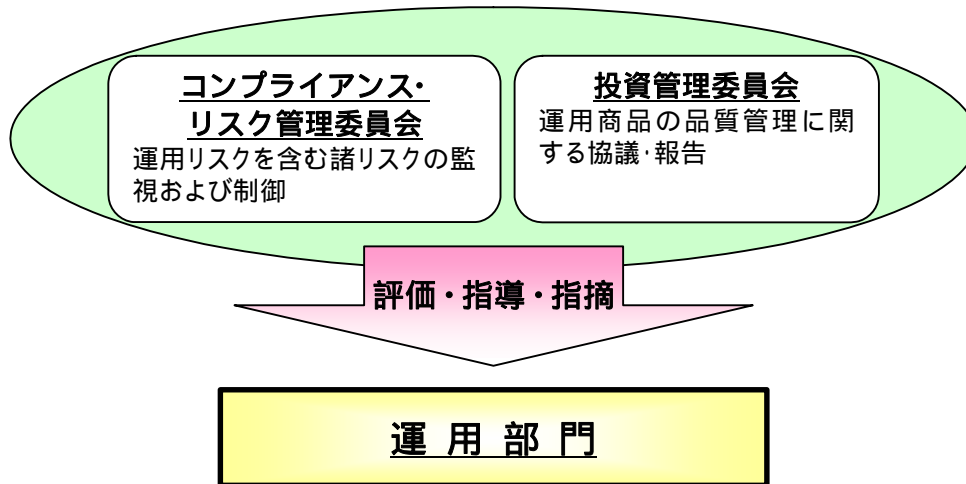 コンプライアンス・
リスク管理委員会
運用リスクを含む諸リスクの監
視および制御
投資管理委員会
運用商品の品質管理に関
する協議・報告
評価・指導・指摘
運 用 部 門